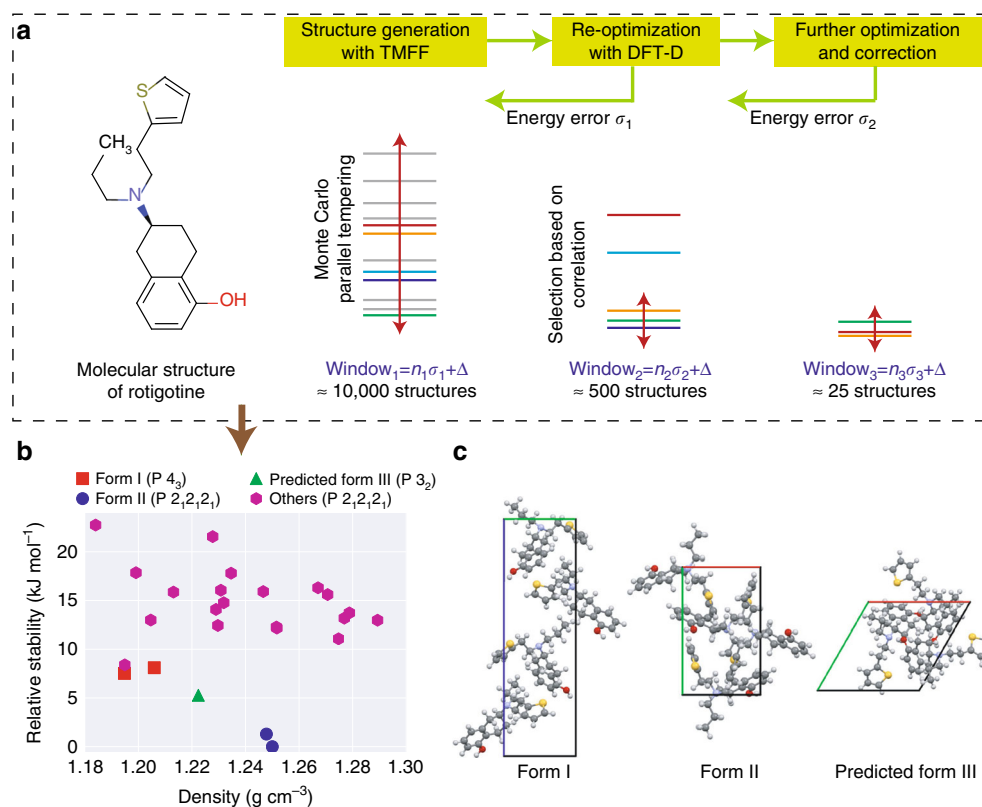 a
Structure generation
with TMFF
Re-optimization
with DFT-D
Further optimization
and correction
Energy error σ₁
Energy error σ₂
S
CH₃
N
OH
Monte Carlo
parallel tempering
Selection based on
correlation
Molecular structure
of rotigotine
Window₁=n₁σ₁+Δ
≈ 10,000 structures
Window₂=n₂σ₂+Δ
≈ 500 structures
Window₃=n₃σ₃+Δ
≈ 25 structures
b
Form I (P 4₃)
Predicted form III (P 3₂)
Form II (P 2₁2₁2₁)
Others (P 2₁2₁2₁)
Relative stability (kJ mol⁻¹)
20
15
10
5
0
1.18 1.20 1.22 1.24 1.26 1.28 1.30
Density (g cm⁻³)
c
Form I
Form II
Predicted form III